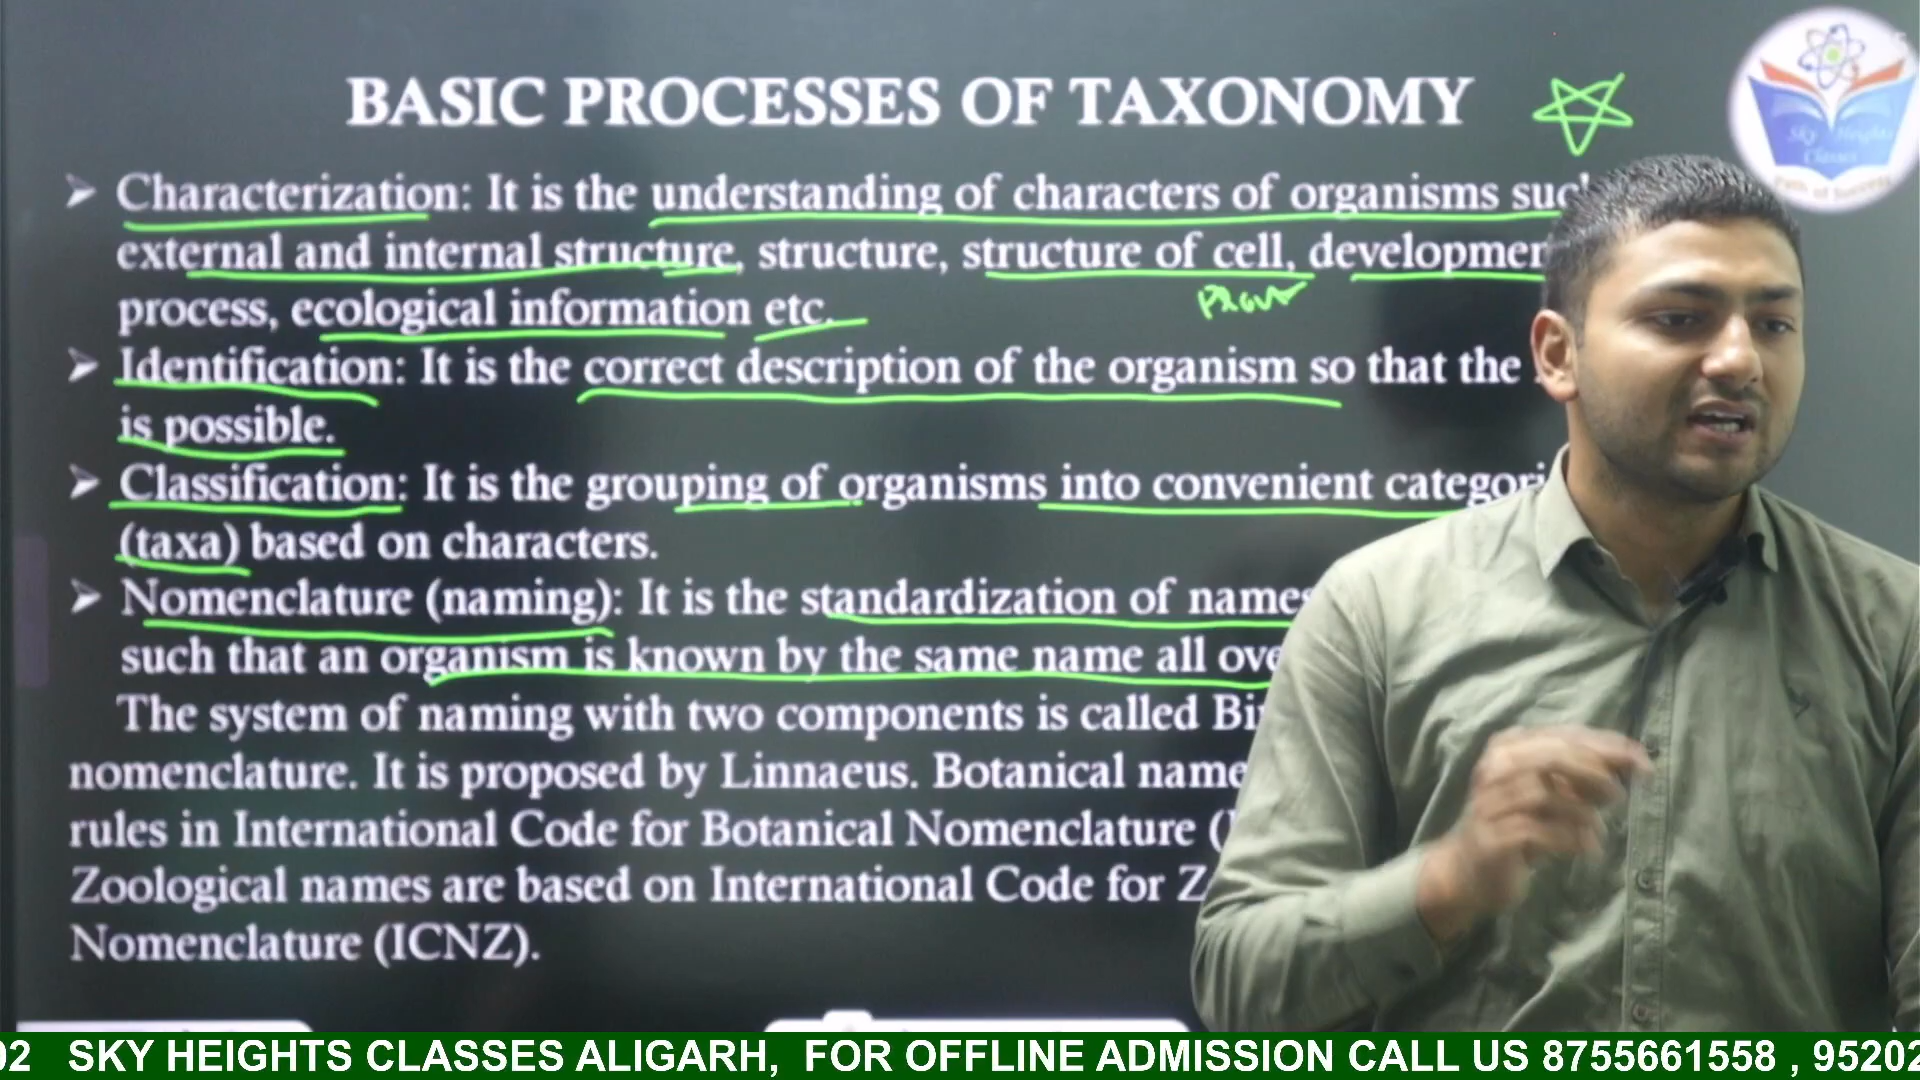 BASIC PROCESSES OF TAXONOMY
Sky Heights
Classes
➤ Characterization: It is the understanding of characters of organisms
external and internal structure, structure, structure of cell,
process, ecological information etc.
➤ Identification: It is the correct description of the organism so that the
is possible.
➤ Classification: It is the grouping of organisms into convenient
(taxa) based on characters.
➤ Nomenclature (naming): It is the standardization of names
such that an organism is known by the same name all
The system of naming with two components is called
nomenclature. It is proposed by Linnaeus. Botanical
rules in International Code for Botanical Nomenclature
Zoological names are based on International Code for
Nomenclature (ICNZ).
02 SKY HEIGHTS CLASSES ALIGARH, FOR OFFLINE ADMISSION CALL US 8755661558 , 95202